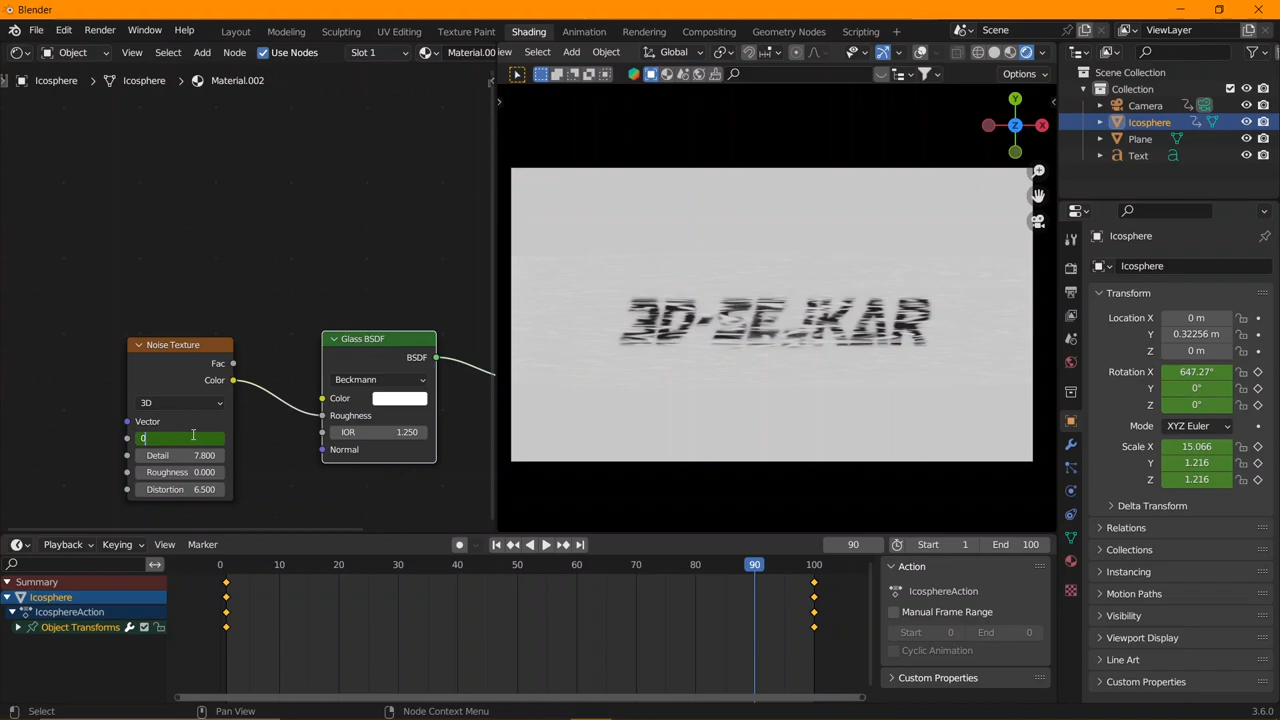 Blender
File Edit Render Window Help Layout Modeling Sculpting UV Editing Texture Paint Shading Animation Rendering Compositing Geometry Nodes Scripting + Scene ViewLayer
Object View Select Add Node Use Nodes Slot 1 Material.00 Select Add Object Global
Options
Icosphere > Icosphere > Material.002
Scene Collection
Collection
Camera
Icosphere
Plane
Text
Y
Z X
Icosphere
Icosphere
Transform
Location X 0 m
Y 0.32256 m
Z 0 m
Rotation X 647.27°
Y 0°
Z 0°
Mode XYZ Euler
Scale X 15.066
Y 1.216
Z 1.216
Delta Transform
Relations
Collections
Instancing
Motion Paths
Visibility
Viewport Display
Line Art
Custom Properties
Noise Texture
Fac
Color
3D
Vector
0
Detail 7.800
Roughness 0.000
Distortion 6.500
Glass BSDF
BSDF
Beckmann
Color
Roughness
IOR 1.250
Normal
Playback Keying View Marker 90 Start 1 End 100
0 10 20 30 40 50 60 70 80 90 100
Summary
Icosphere
IcosphereAction
Object Transforms
Action
IcosphereAction
Manual Frame Range
Start 0 End 0
Cyclic Animation
Custom Properties
Select Pan View Node Context Menu 3.6.0